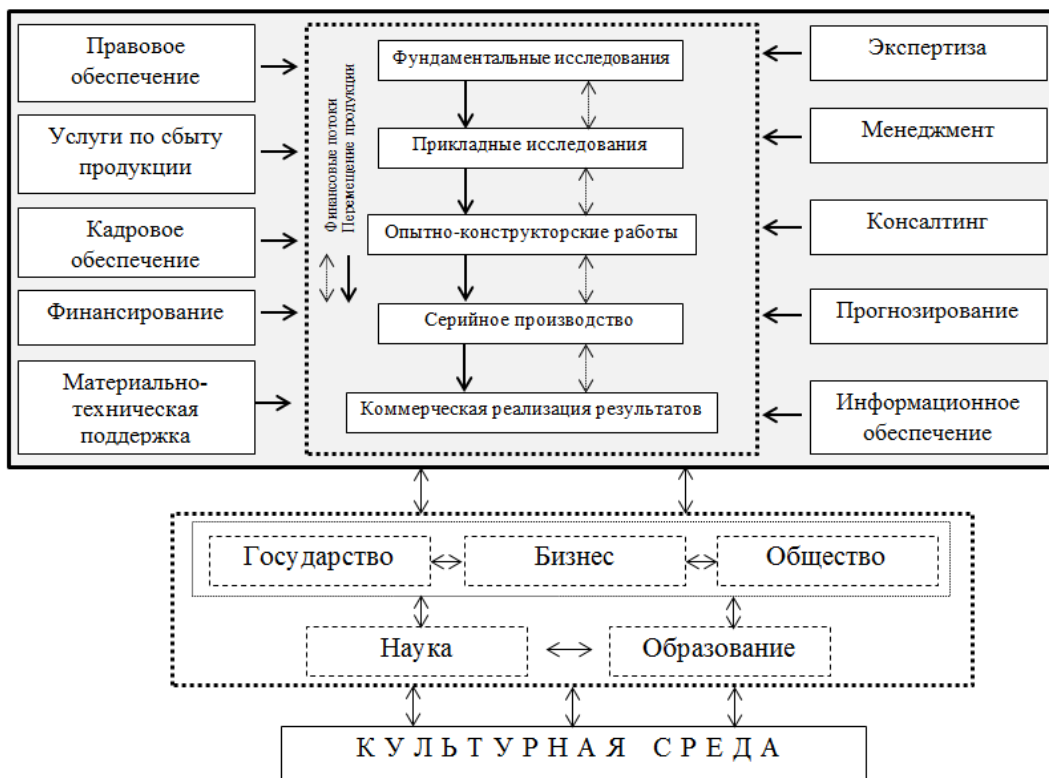 Правовое
обеспечение
Услуги по сбыту
продукции
Кадровое
обеспечение
Финансирование
Материально-
техническая
поддержка
Финансовые потоки
Перемещение продукции
Фундаментальные исследования
Прикладные исследования
Опытно-конструкторские работы
Серийное производство
Коммерческая реализация результатов
Экспертиза
Менеджмент
Консалтинг
Прогнозирование
Информационное
обеспечение
Государство
Бизнес
Общество
Наука
Образование
КУЛЬТУРНАЯ СРЕДА